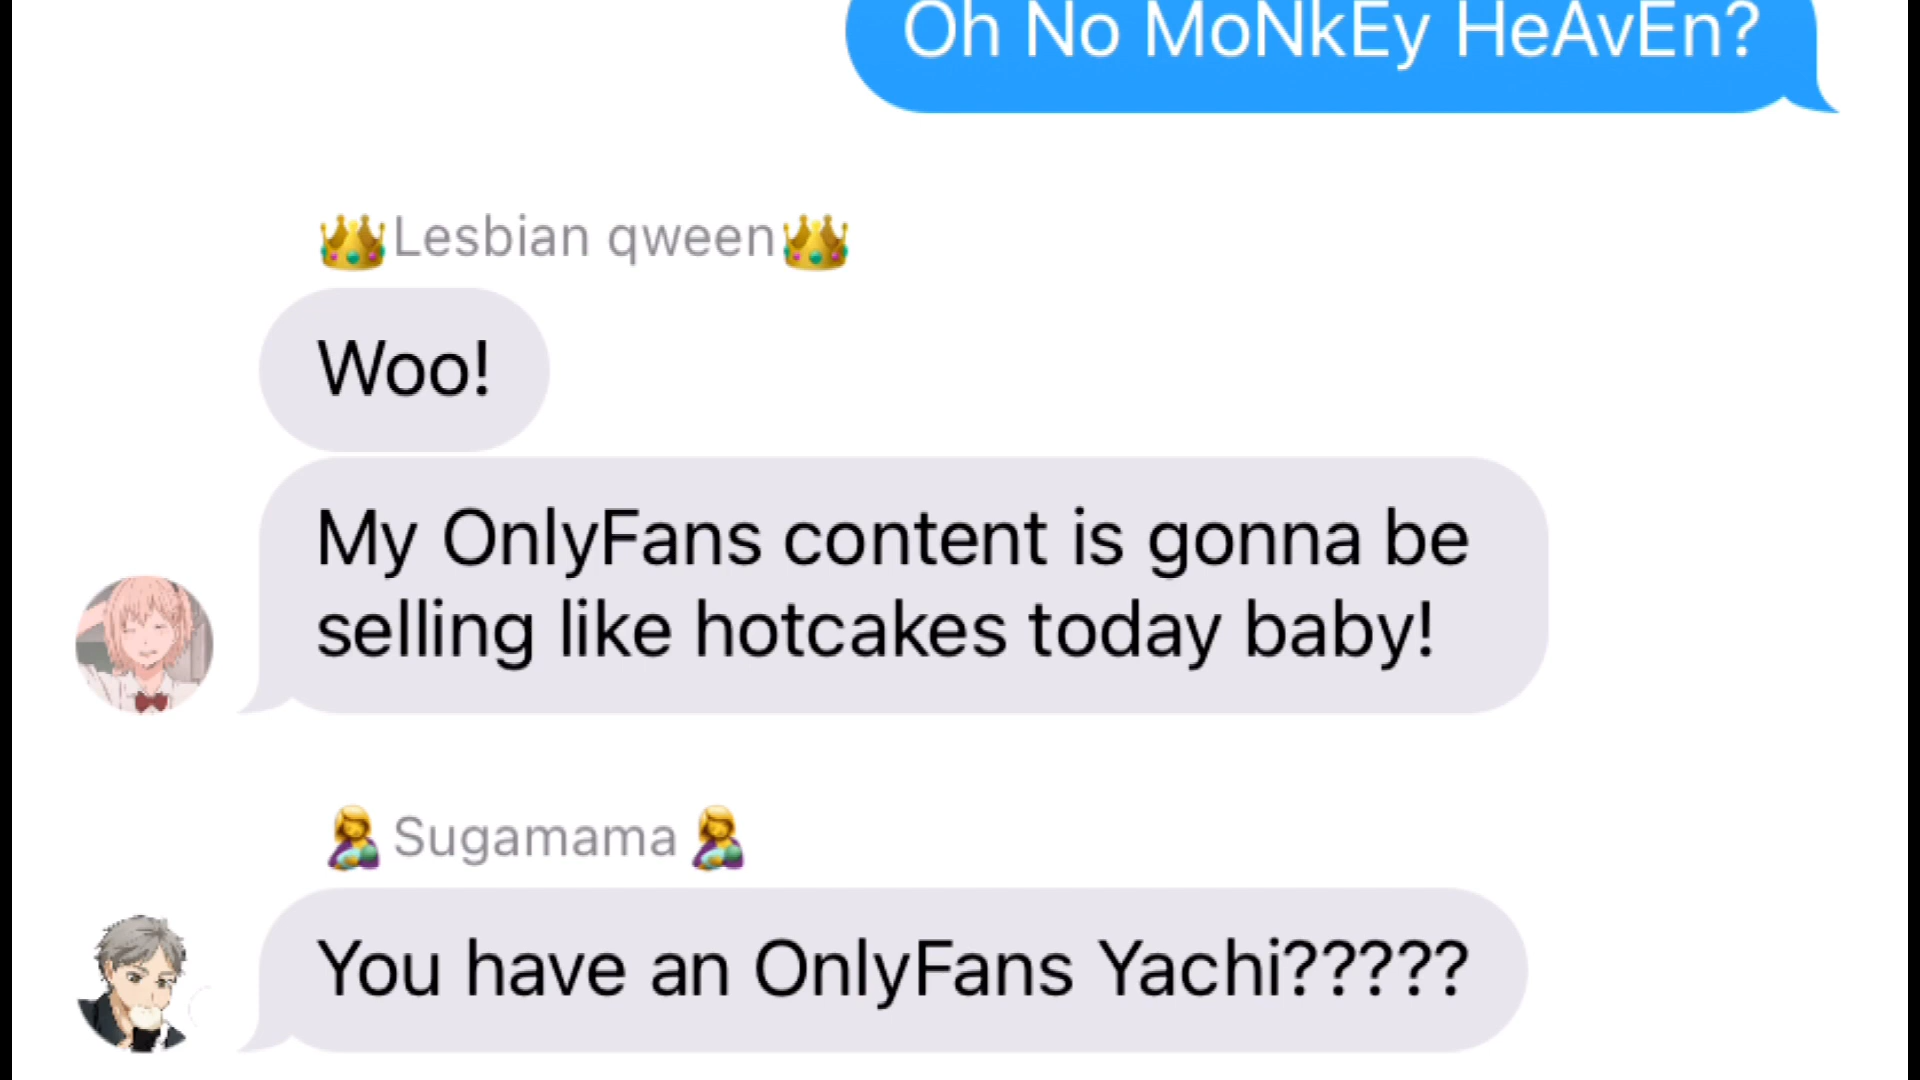 Oh No MoNkEy HeAvEn?
👑Lesbian qween👑
Woo!
My OnlyFans content is gonna be
selling like hotcakes today baby!
🤱Sugamama🤱
You have an OnlyFans Yachi?????